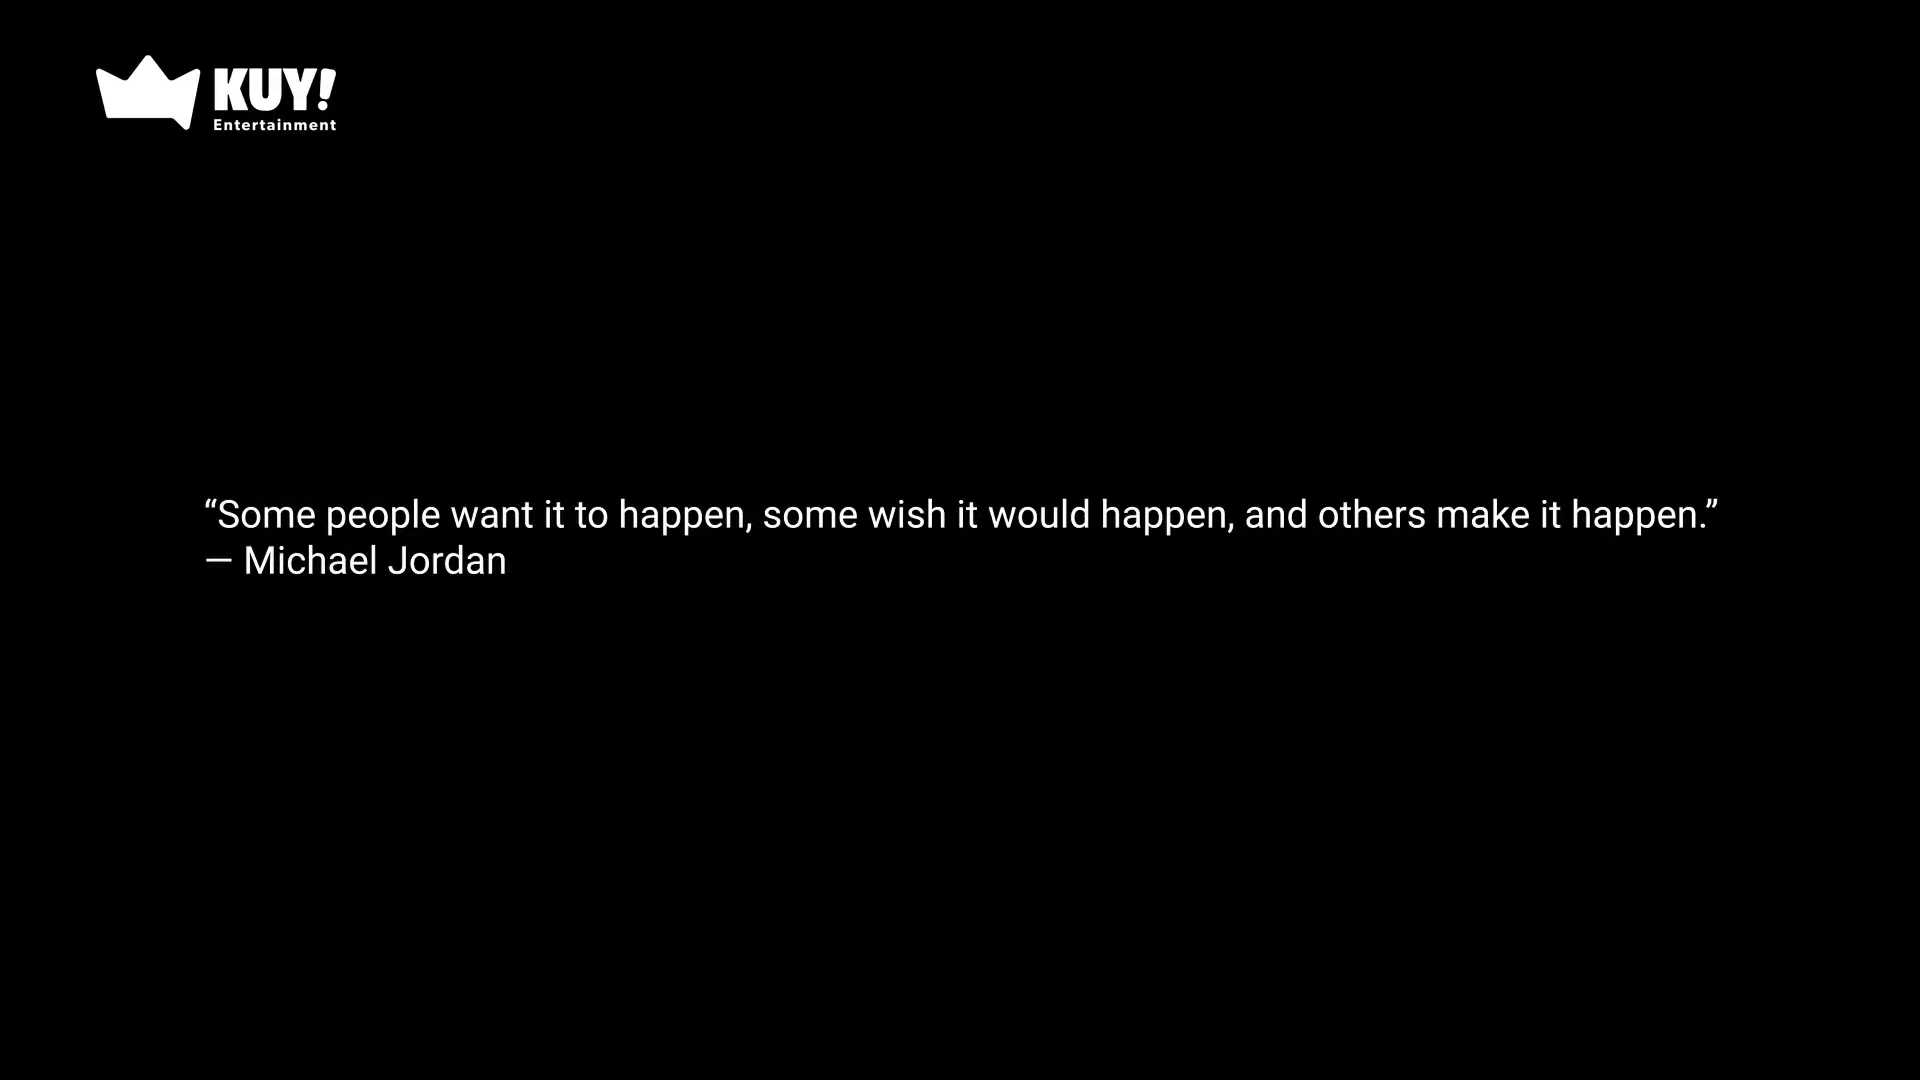 KUY!
Entertainment
“Some people want it to happen, some wish it would happen, and others make it happen.”
— Michael Jordan